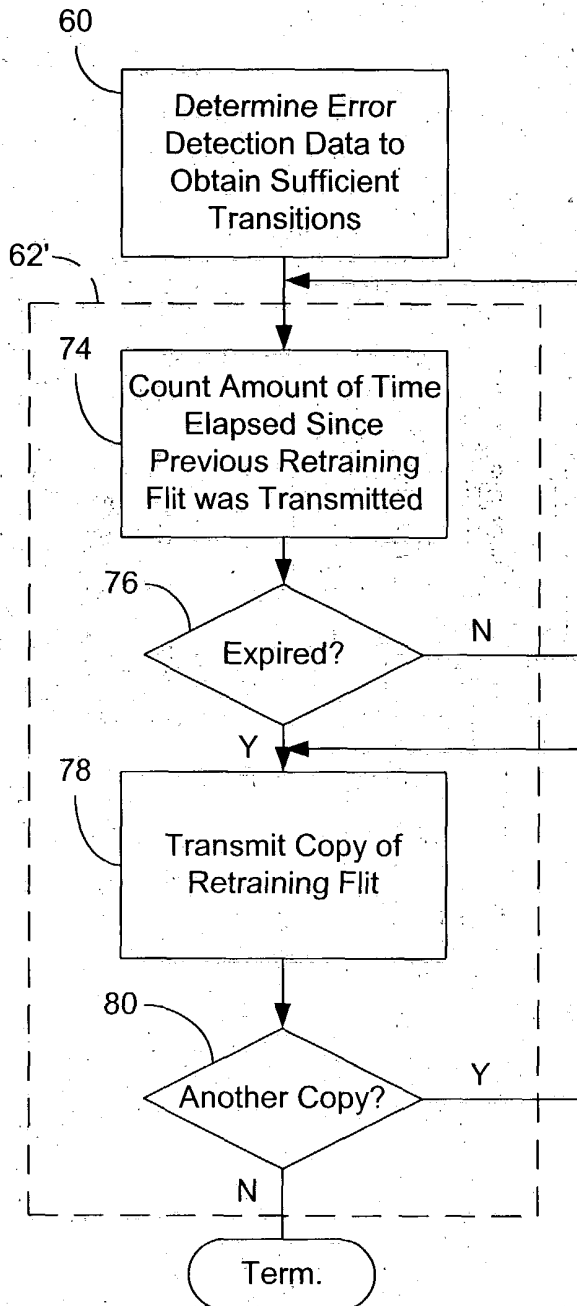 60
Determine Error
Detection Data to
Obtain Sufficient
Transitions
62'
74
Count Amount of Time
Elapsed Since
Previous Retraining
Flit was Transmitted
76
Expired?
N
Y
78
Transmit Copy of
Retraining Flit
80
Another Copy?
Y
N
Term.